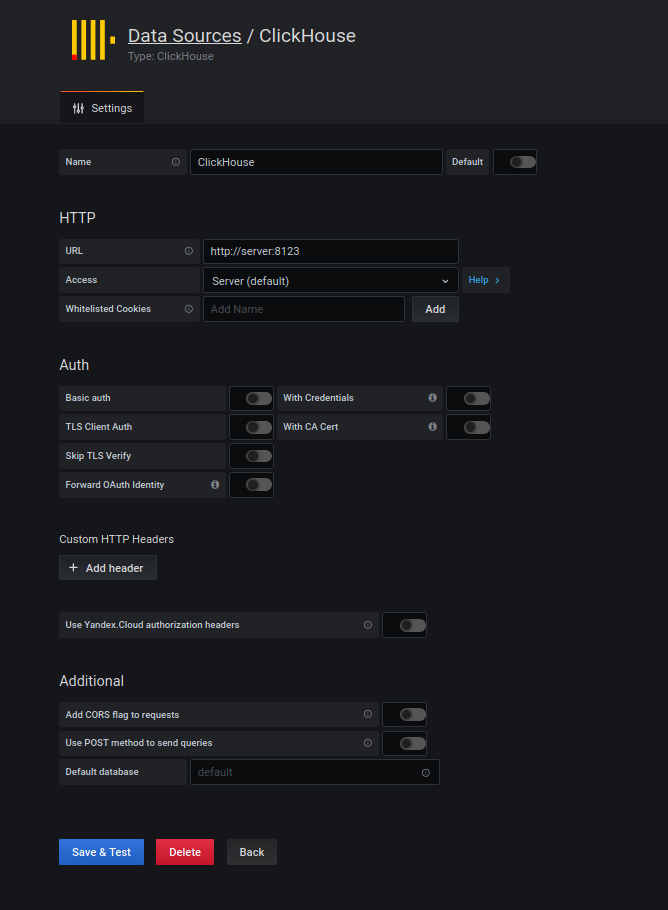 Data Sources / ClickHouse
Type: ClickHouse
Settings
Name ClickHouse Default
HTTP
URL http://server:8123
Access Server (default) Help >
Whitelisted Cookies Add Name Add
Auth
Basic auth With Credentials
TLS Client Auth With CA Cert
Skip TLS Verify
Forward OAuth Identity
Custom HTTP Headers
+ Add header
Use Yandex.Cloud authorization headers
Additional
Add CORS flag to requests
Use POST method to send queries
Default database default
Save & Test Delete Back